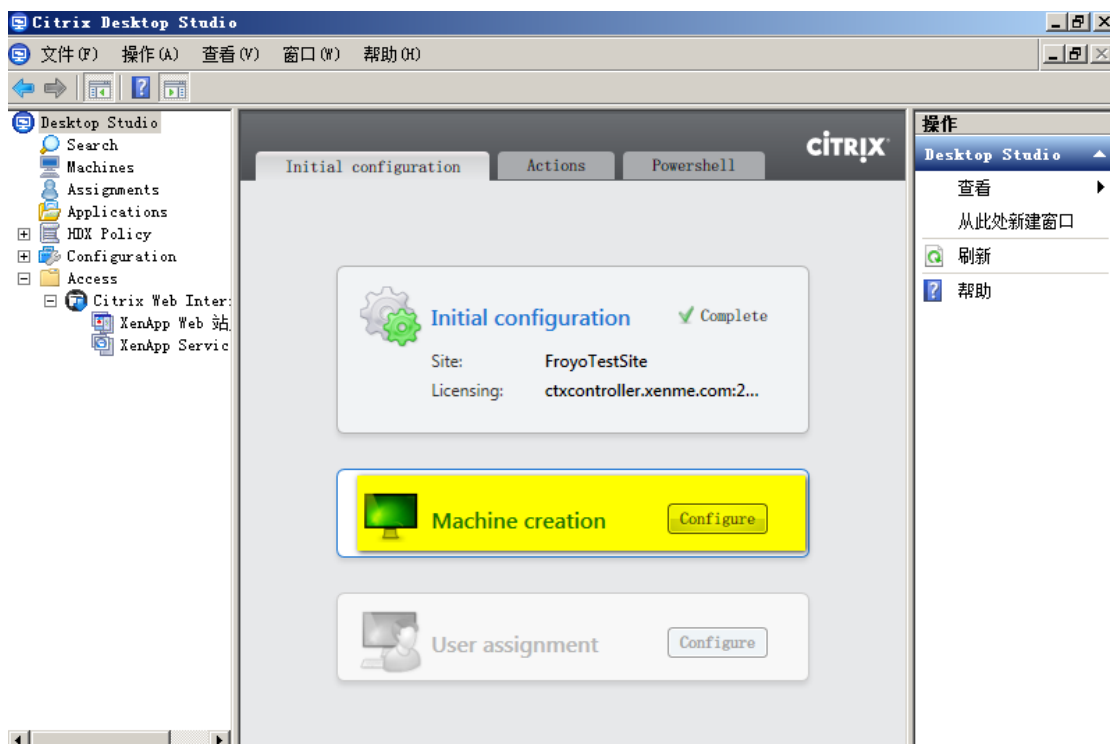 Citrix Desktop Studio
文件(F) 操作(A) 查看(V) 窗口(W) 帮助(H)
Desktop Studio
Search
Machines
Assignments
Applications
HDX Policy
Configuration
Access
Citrix Web Inter
XenApp Web 站
XenApp Servic
CITRIX
Initial configuration Actions Powershell
Initial configuration Complete
Site: FroyoTestSite
Licensing: ctxcontroller.xenme.com:2...
Machine creation Configure
User assignment Configure
操作
Desktop Studio
查看
从此处新建窗口
刷新
帮助